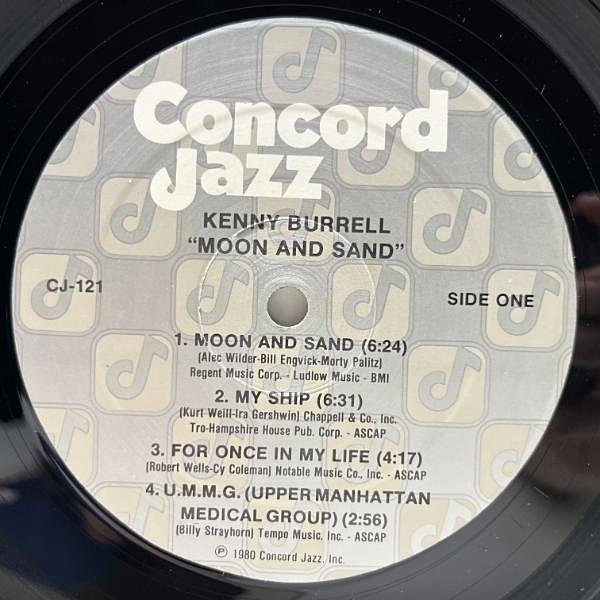 Concord
Jazz
KENNY BURRELL
"MOON AND SAND"
CJ-121
SIDE ONE
1. MOON AND SAND (6:24)
(Alec Wilder-Bill Engvick-Morty Palitz)
Regent Music Corp. - Ludlow Music - BMI
2. MY SHIP (6:31)
(Kurt Weill-Ira Gershwin) Chappell & Co., Inc.
Tro-Hampshire House Pub. Corp. - ASCAP
3. FOR ONCE IN MY LIFE (4:17)
(Robert Wells-Cy Coleman) Notable Music Co., Inc. - ASCAP
4. U.M.M.G. (UPPER MANHATTAN
MEDICAL GROUP) (2:56)
(Billy Strayhorn) Tempo Music, Inc. - ASCAP
℗ 1980 Concord Jazz, Inc.